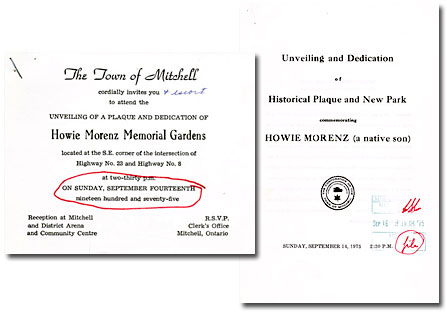 The Town of Mitchell
cordially invites you & escort
to attend the
UNVEILING OF A PLAQUE AND DEDICATION OF
Howie Morenz Memorial Gardens
located at the S.E. corner of the intersection of
Highway No. 23 and Highway No. 8
at two-thirty p.m.
ON SUNDAY, SEPTEMBER FOURTEENTH
nineteen hundred and seventy-five
Reception at Mitchell
and District Arena
and Community Centre
R.S.V.P.
Clerk's Office
Mitchell, Ontario
Unveiling and Dedication
of
Historical Plaque and New Park
commemorating
HOWIE MORENZ (a native son)
SEP 16
SUNDAY, SEPTEMBER 14, 1975 2:30 P.M. file